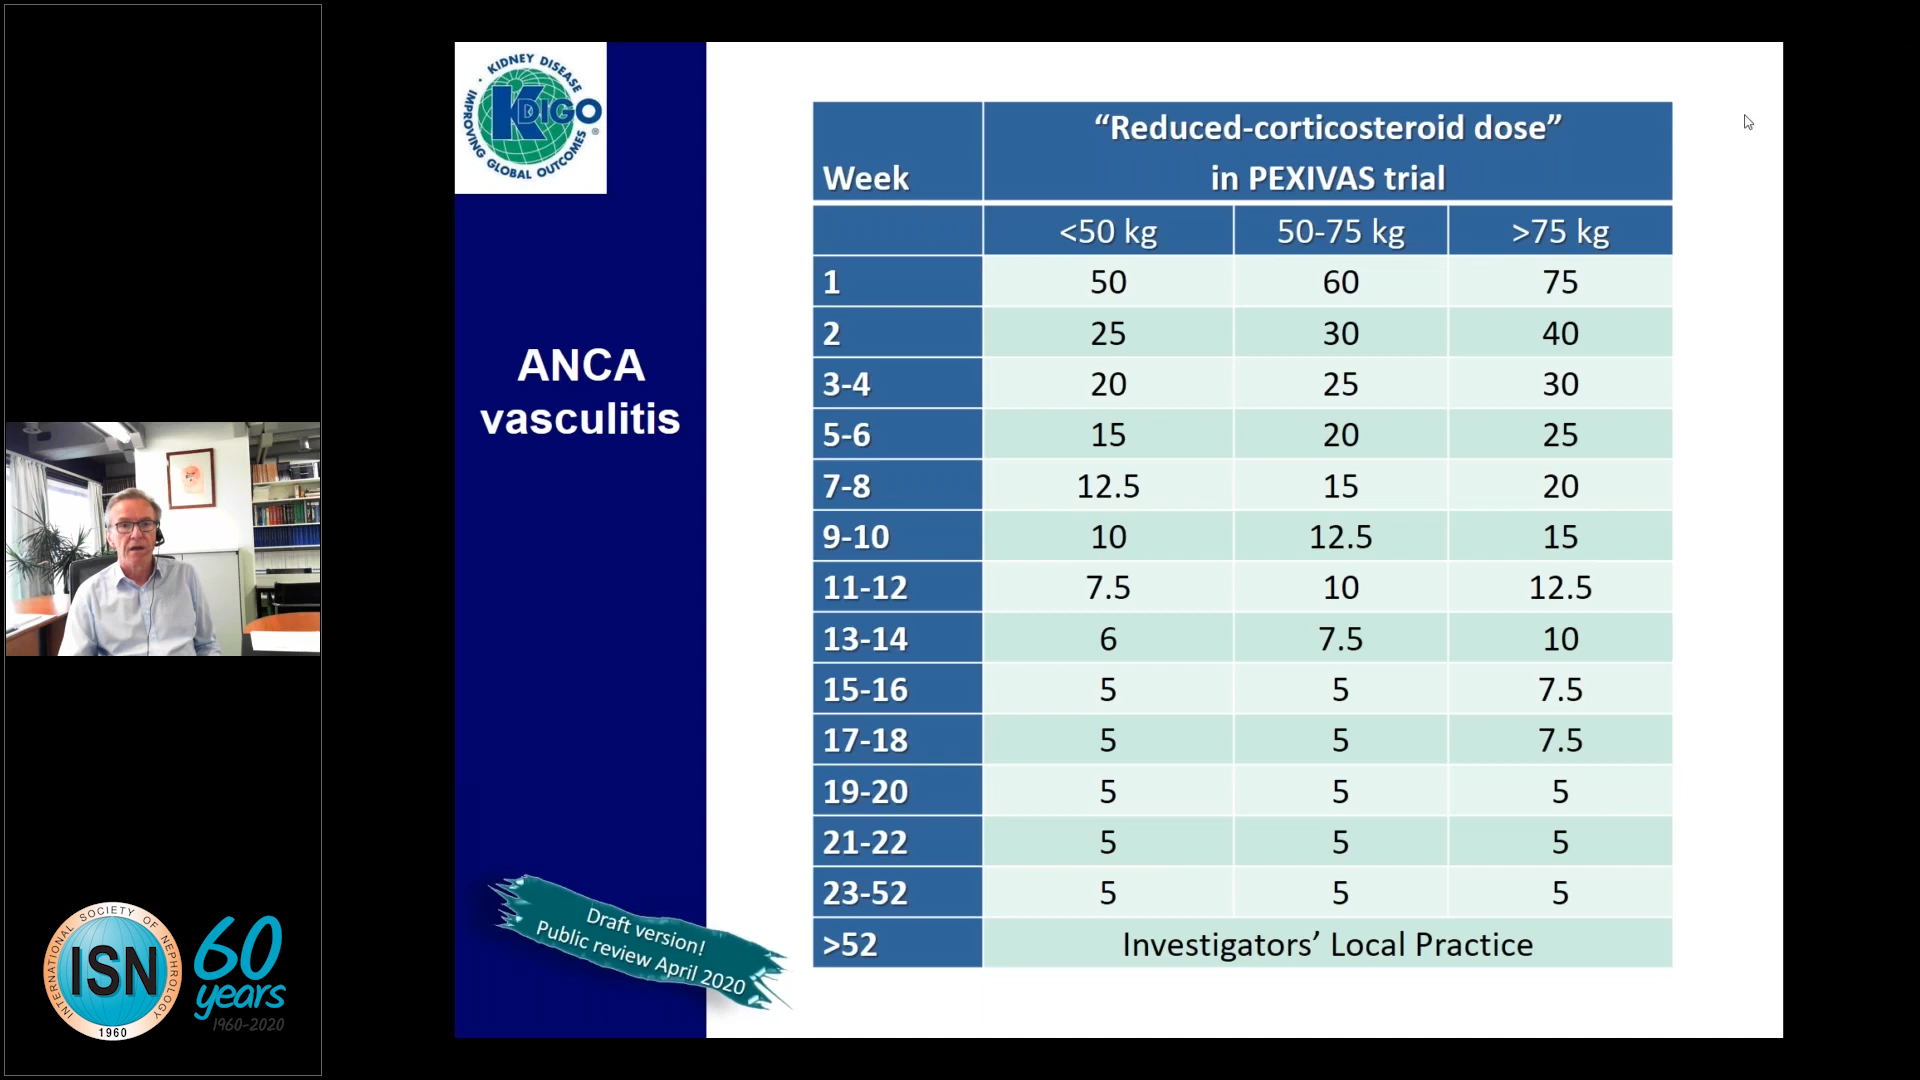 KIDNEY DISEASE
IMPROVING GLOBAL OUTCOMES
KDIGO
®
ANCA
vasculitis
Week
“Reduced-corticosteroid dose”
in PEXIVAS trial
<50 kg 50-75 kg >75 kg
1 50 60 75
2 25 30 40
3-4 20 25 30
5-6 15 20 25
7-8 12.5 15 20
9-10 10 12.5 15
11-12 7.5 10 12.5
13-14 6 7.5 10
15-16 5 5 7.5
17-18 5 5 7.5
19-20 5 5 5
21-22 5 5 5
23-52 5 5 5
>52 Investigators’ Local Practice
Draft version!
Public review April 2020
INTERNATIONAL SOCIETY OF NEPHROLOGY
ISN
1960
60
years
1960-2020